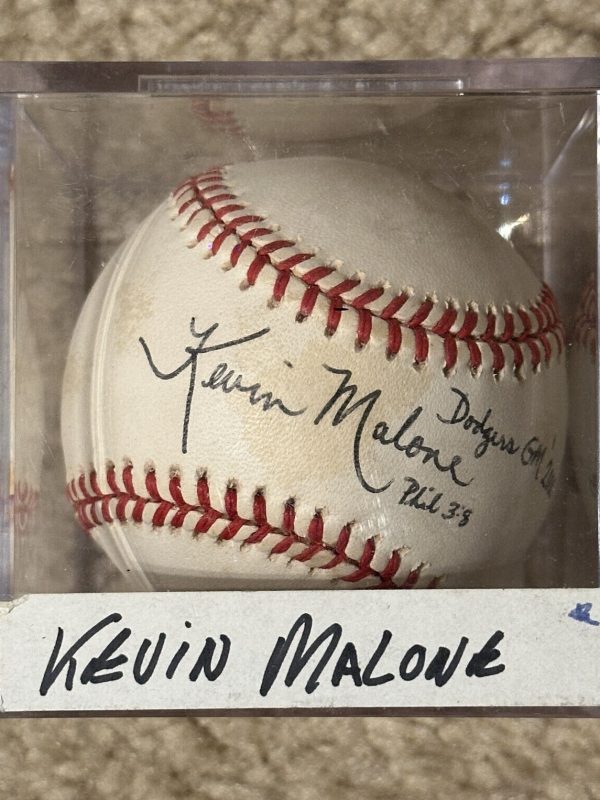 Kevin Malone
Dodgers GM
Phil 3:8
KEVIN MALONE